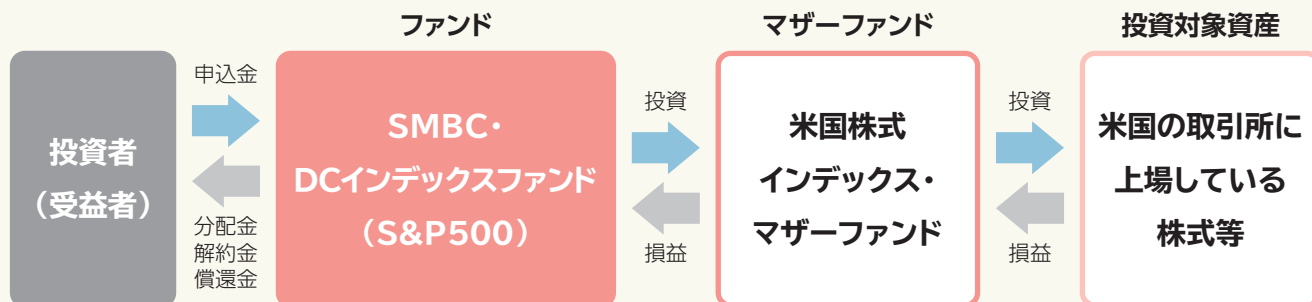 ファンド
マザーファンド
投資対象資産
投資者
（受益者）
申込金
分配金
解約金
償還金
SMBC・
DCインデックスファンド
（S&P500）
投資
損益
米国株式
インデックス・
マザーファンド
投資
損益
米国の取引所に
上場している
株式等